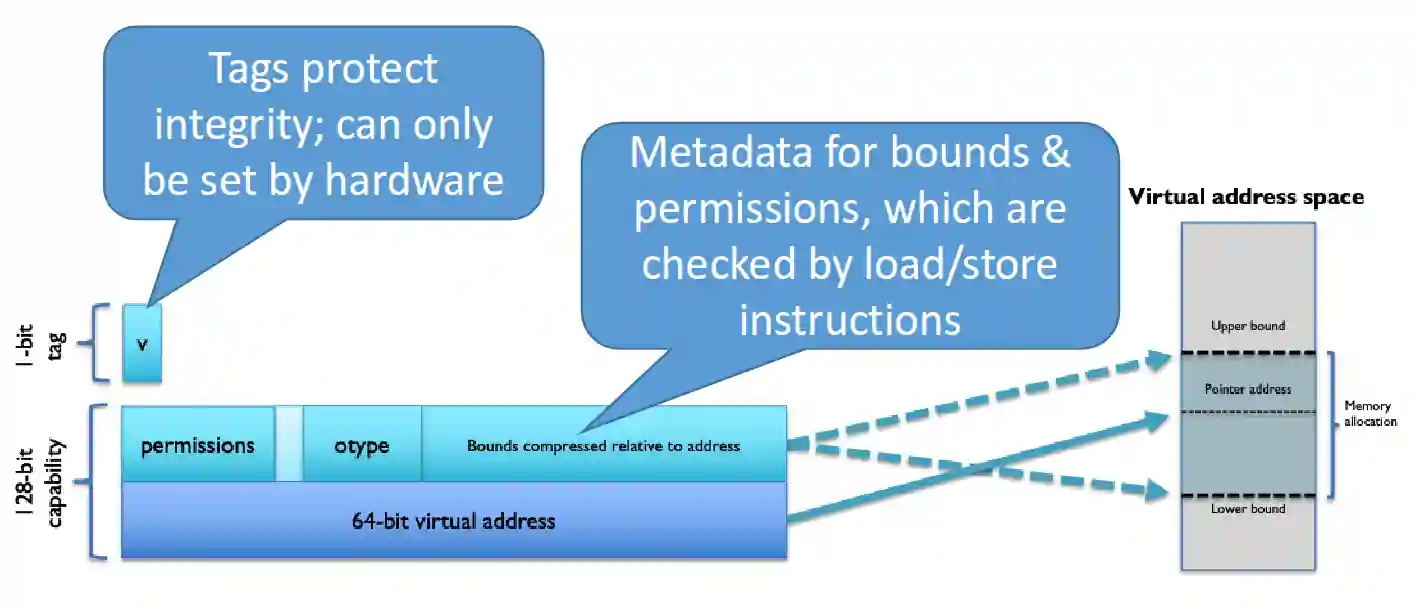 Tags protect
integrity; can only
be set by hardware
Metadata for bounds &
permissions, which are
checked by load/store
instructions
Virtual address space
1-bit
tag
v
Upper bound
Pointer address
Memory
allocation
Lower bound
128-bit
capability
permissions
otype
Bounds compressed relative to address
64-bit virtual address